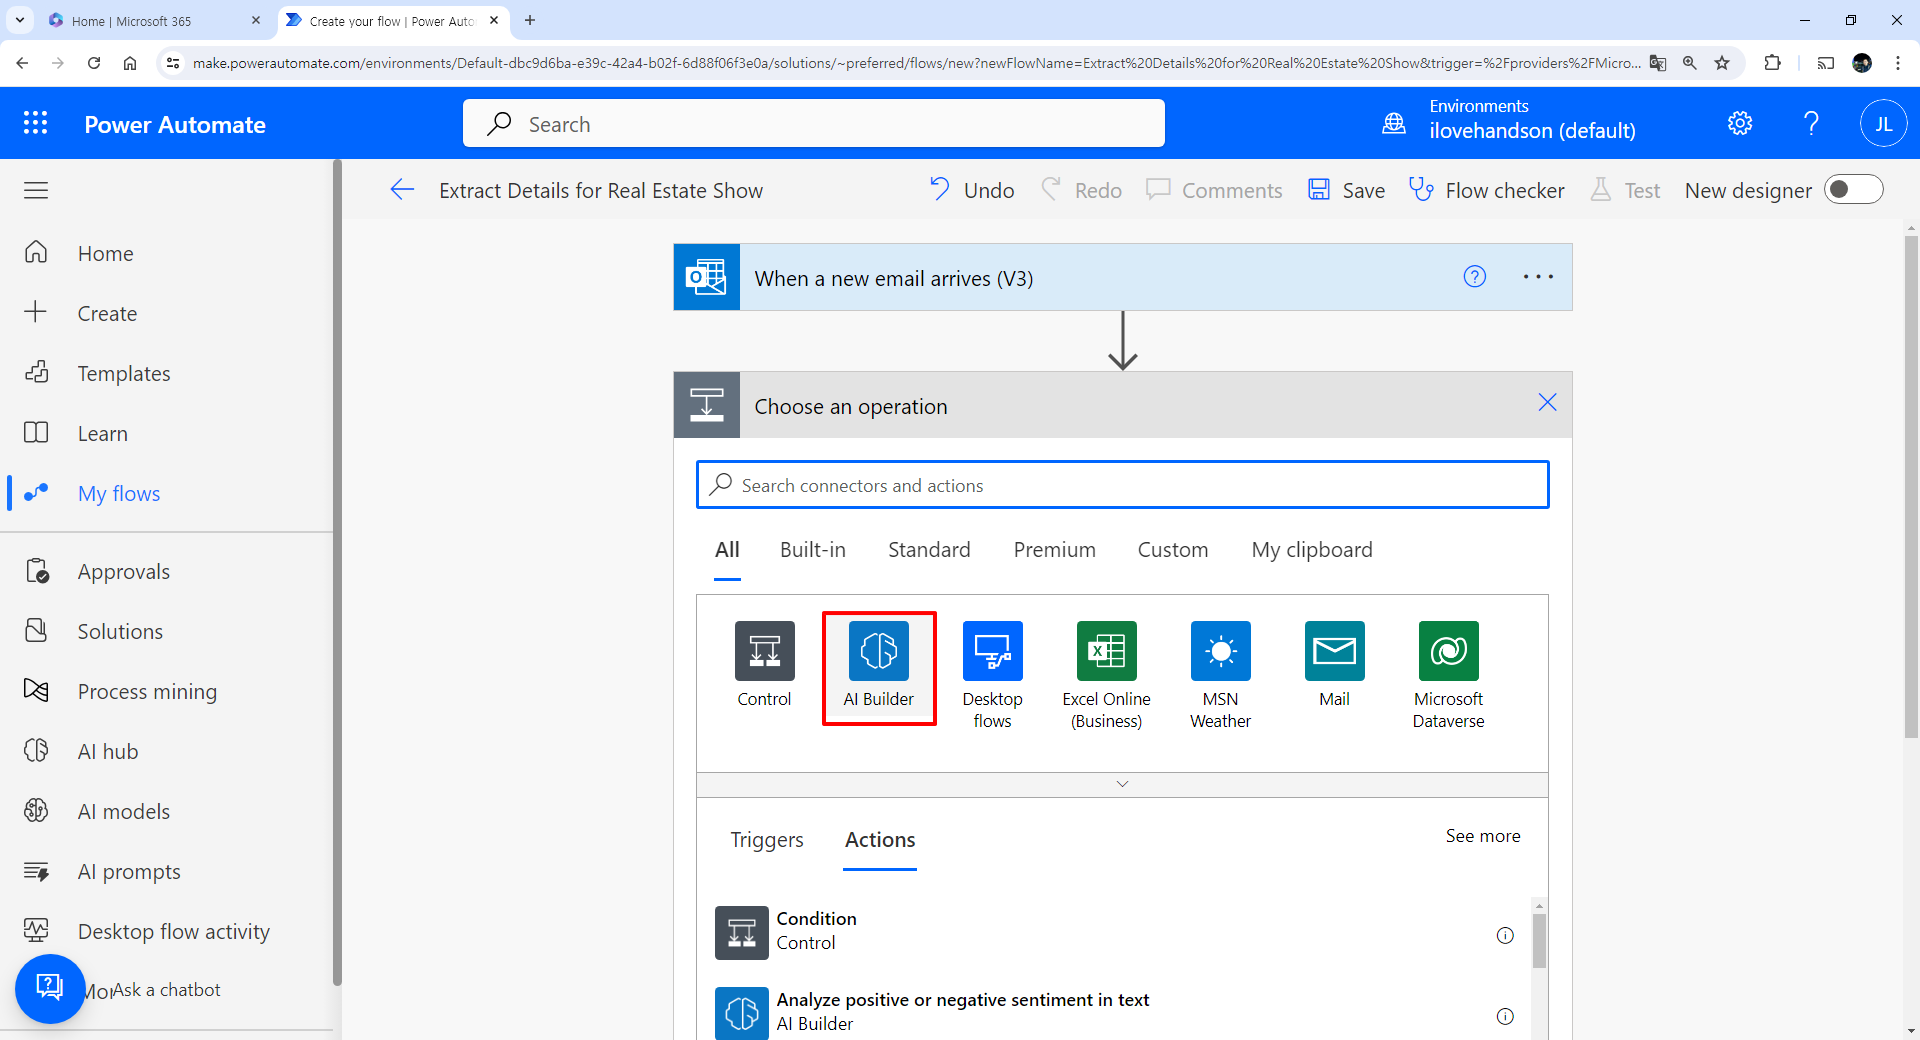 Home | Microsoft 365
Create your flow | Power Auto
make.powerautomate.com/environments/Default-dbc9d6ba-e39c-42a4-b02f-6d88f06f3e0a/solutions/~preferred/flows/new?newFlowName=Extract%20Details%20for%20Real%20Estate%20Show&trigger=%2Fproviders%2FMicro...
Power Automate
Search
Environments
ilovehandson (default)
JL
Extract Details for Real Estate Show
Undo
Redo
Comments
Save
Flow checker
Test
New designer
Home
Create
Templates
Learn
My flows
Approvals
Solutions
Process mining
AI hub
AI models
AI prompts
Desktop flow activity
Ask a chatbot
When a new email arrives (V3)
Choose an operation
Search connectors and actions
All
Built-in
Standard
Premium
Custom
My clipboard
Control
AI Builder
Desktop
flows
Excel Online
(Business)
MSN
Weather
Mail
Microsoft
Dataverse
Triggers
Actions
See more
Condition
Control
Analyze positive or negative sentiment in text
AI Builder